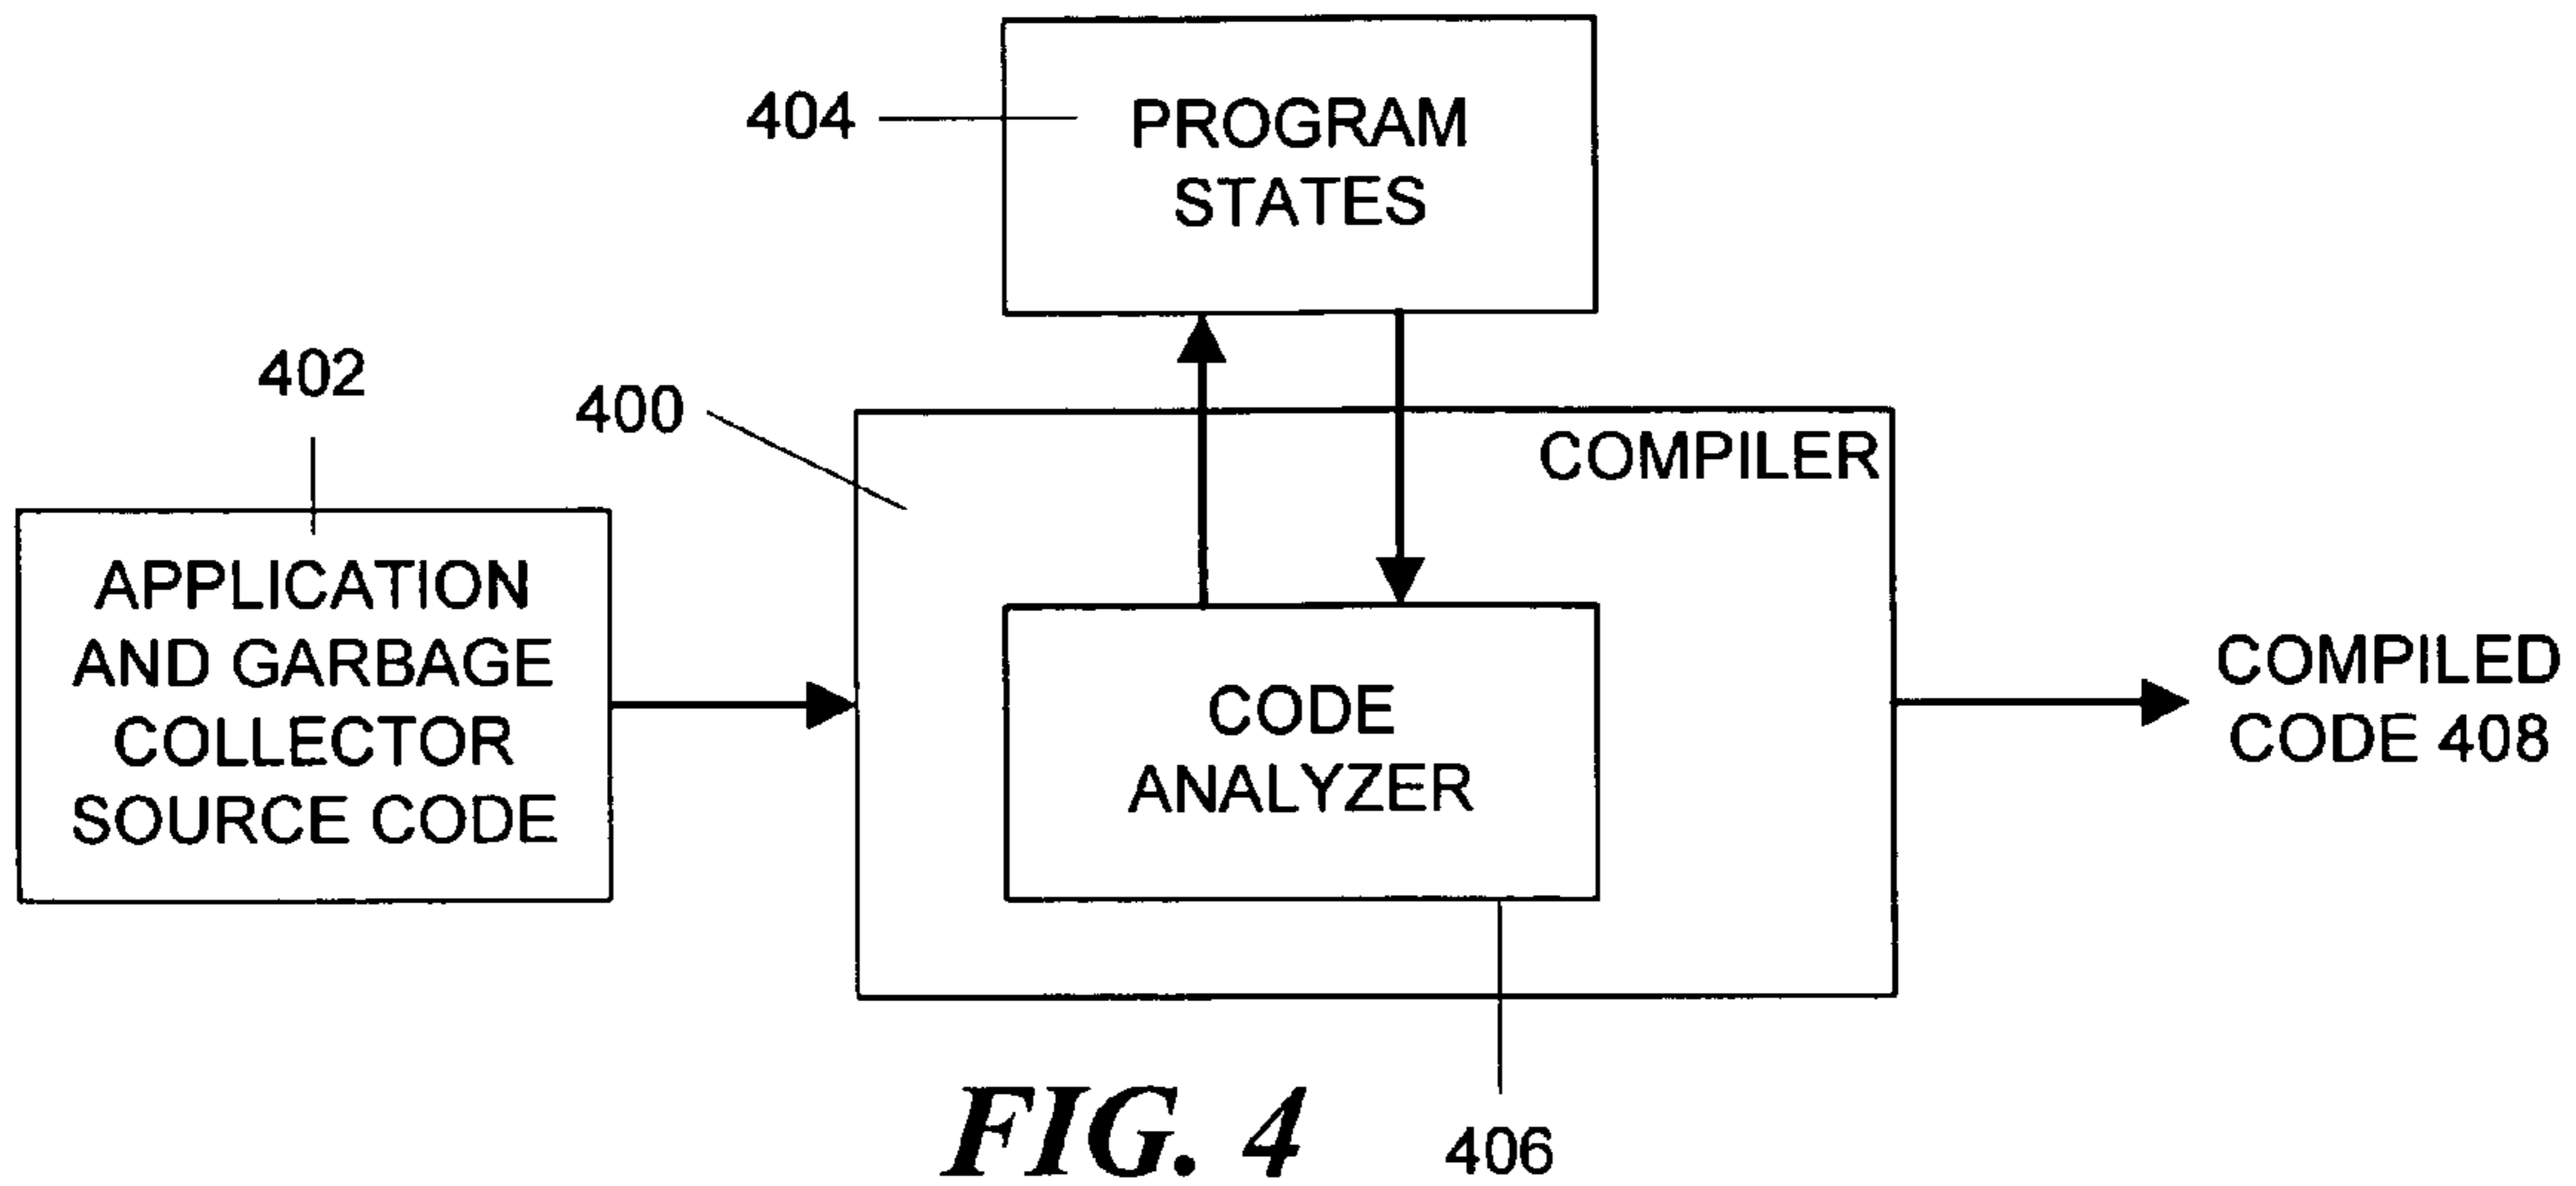 404
PROGRAM
STATES
402
400
COMPILER
APPLICATION
AND GARBAGE
COLLECTOR
SOURCE CODE
CODE
ANALYZER
COMPILED
CODE 408
FIG. 4
406